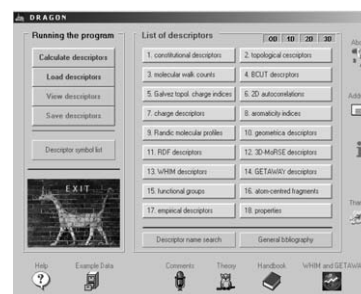 DRAGON
Running the program
Calculate descriptors
Load descriptors
View descriptors
Save descriptors
Descriptor symbol list
EXIT
List of descriptors
0D 1D 2D 3D
1. constitutional descriptors
2. topological descriptors
3. molecular walk counts
4. BCUT descriptors
5. Galvez topol. charge indices
6. 2D autocorrelations
7. charge descriptors
8. aromaticity indices
9. Randic molecular profiles
10. geometrical descriptors
11. RDF descriptors
12. 3D-MoRSE descriptors
13. WHIM descriptors
14. GETAWAY descriptors
15. functional groups
16. atom-centred fragments
17. empirical descriptors
18. properties
Descriptor name search
General bibliography
Help
Example Data
Comments
Theory
Handbook
WHIM and GETAWAY